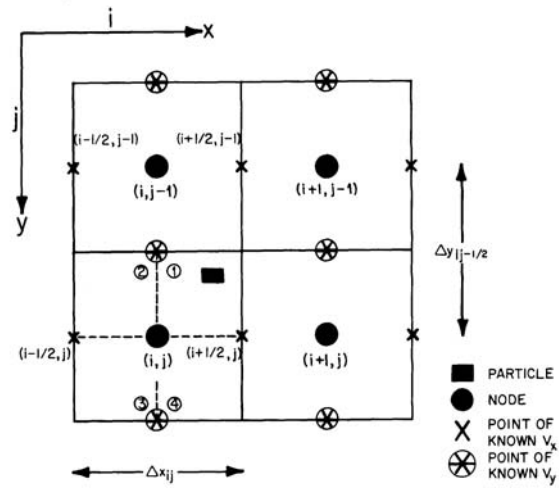 i
x
j
y
(i-1/2, j-1)
(i+1/2, j-1)
(i, j-1)
(i+1, j-1)
Δy|j-1/2
② ①
(i-1/2, j)
(i, j)
(i+1/2, j)
(i+1, j)
③ ④
Δxij
PARTICLE
NODE
POINT OF
KNOWN Vx
POINT OF
KNOWN Vy